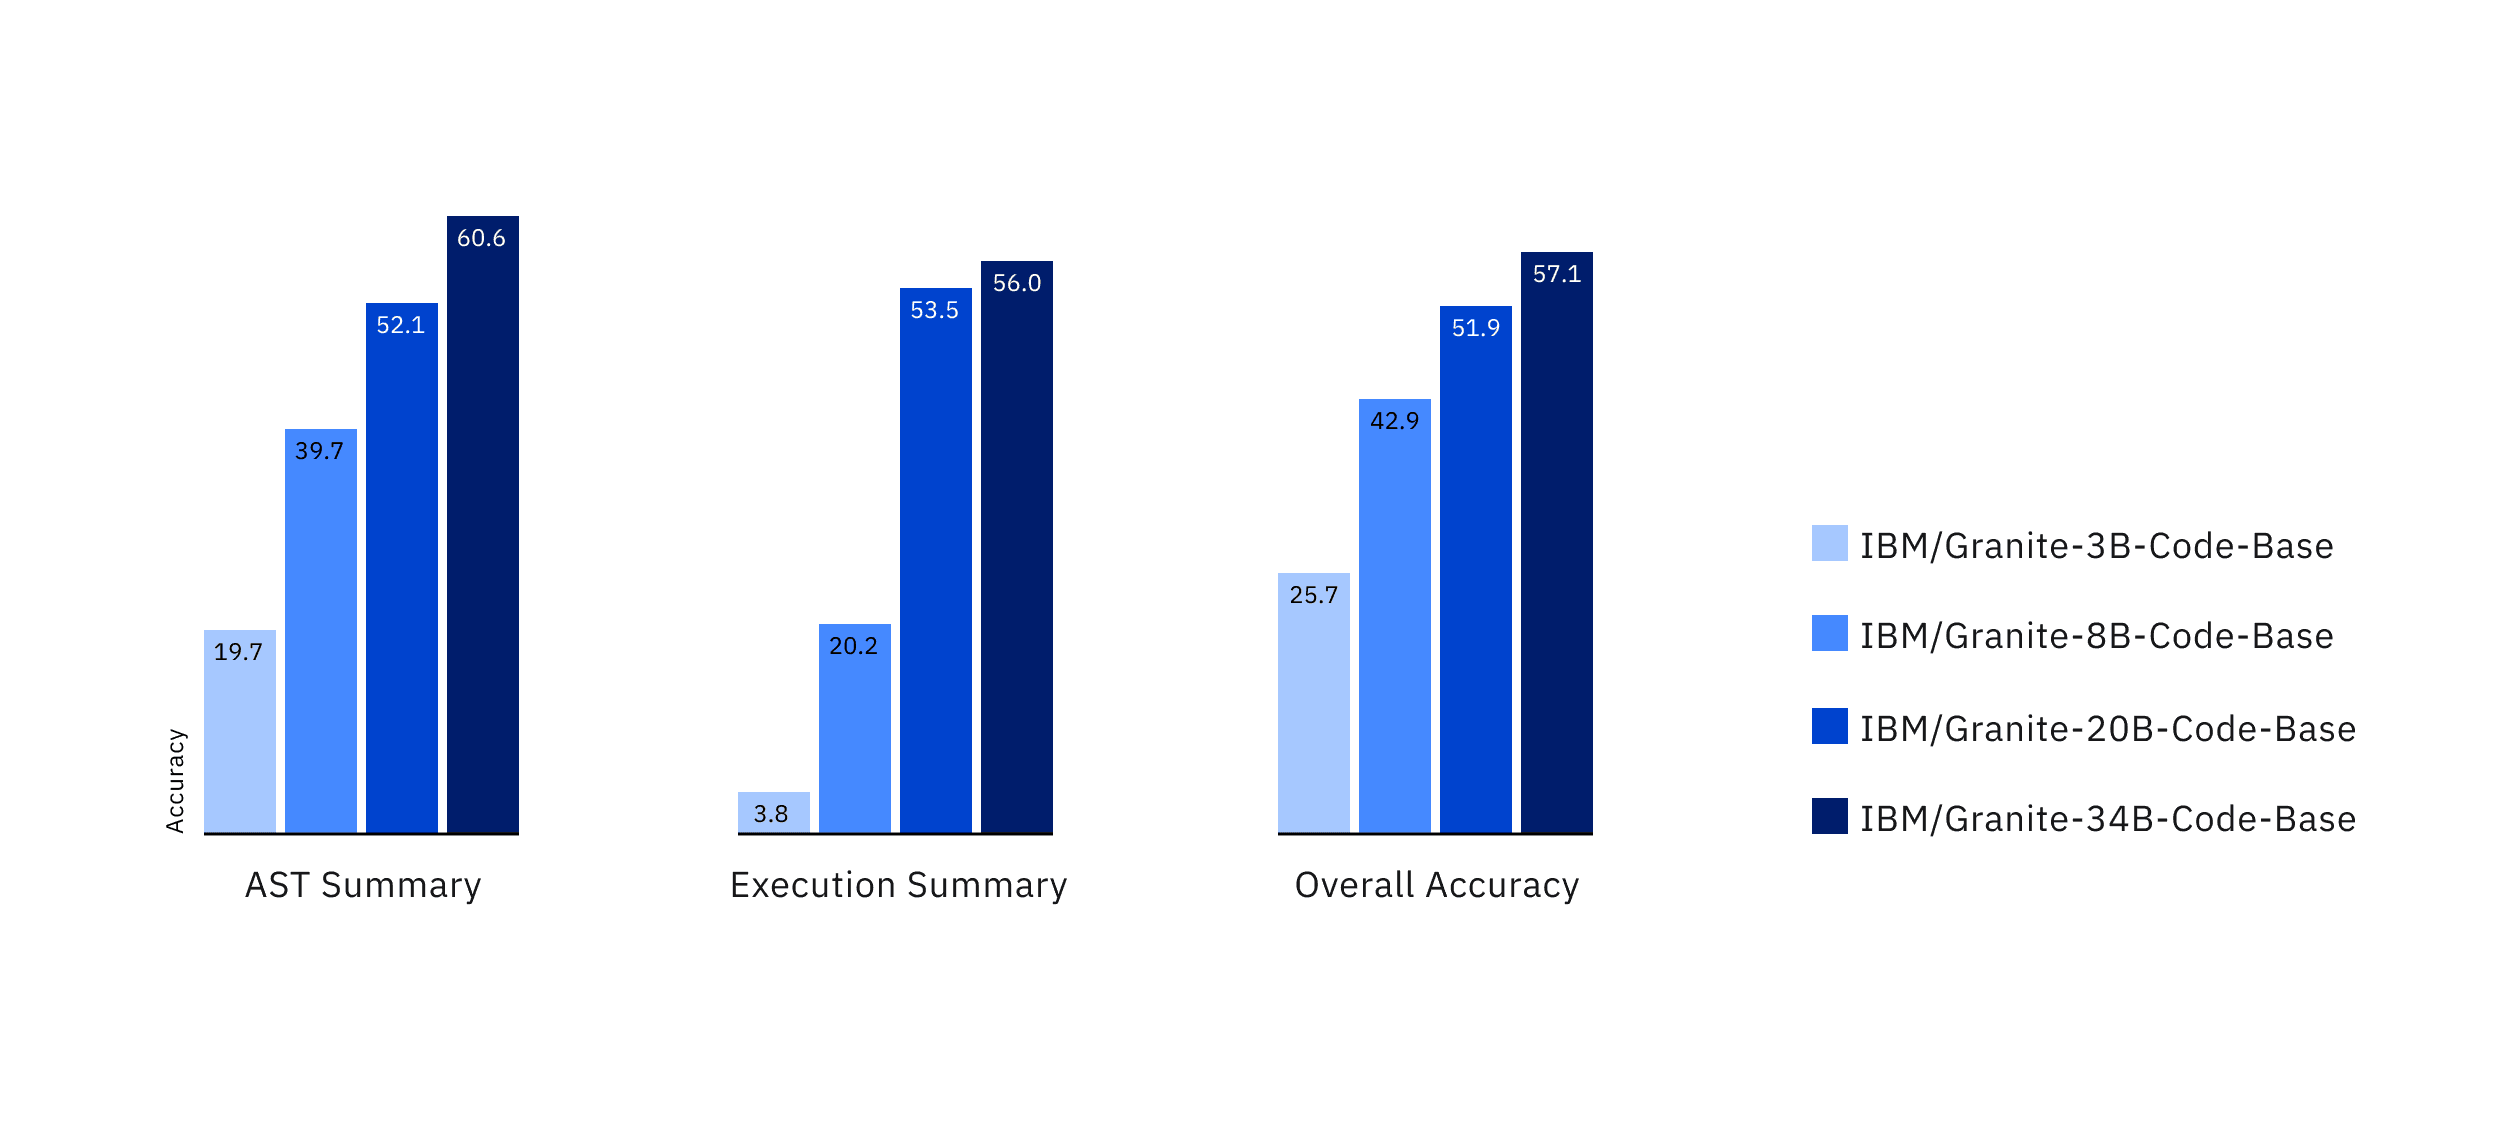 Accuracy
19.7
39.7
52.1
60.6
AST Summary
3.8
20.2
53.5
56.0
Execution Summary
25.7
42.9
51.9
57.1
Overall Accuracy
IBM/Granite-3B-Code-Base
IBM/Granite-8B-Code-Base
IBM/Granite-20B-Code-Base
IBM/Granite-34B-Code-Base